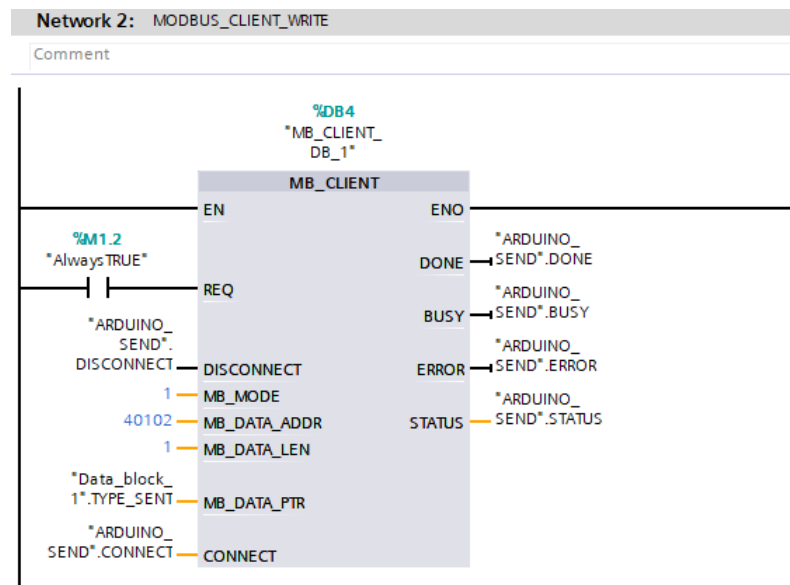 Network 2: MODBUS_CLIENT_WRITE
Comment
%DB4
"MB_CLIENT_
DB_1"
MB_CLIENT
EN ENO
%M1.2
"AlwaysTRUE"
REQ
"ARDUINO_
SEND".DONE
DONE
"ARDUINO_
SEND".BUSY
BUSY
"ARDUINO_
SEND".
DISCONNECT
DISCONNECT
"ARDUINO_
SEND".ERROR
ERROR
1 MB_MODE
40102 MB_DATA_ADDR
"ARDUINO_
SEND".STATUS
STATUS
1 MB_DATA_LEN
"Data_block_
1".TYPE_SENT
MB_DATA_PTR
"ARDUINO_
SEND".CONNECT
CONNECT